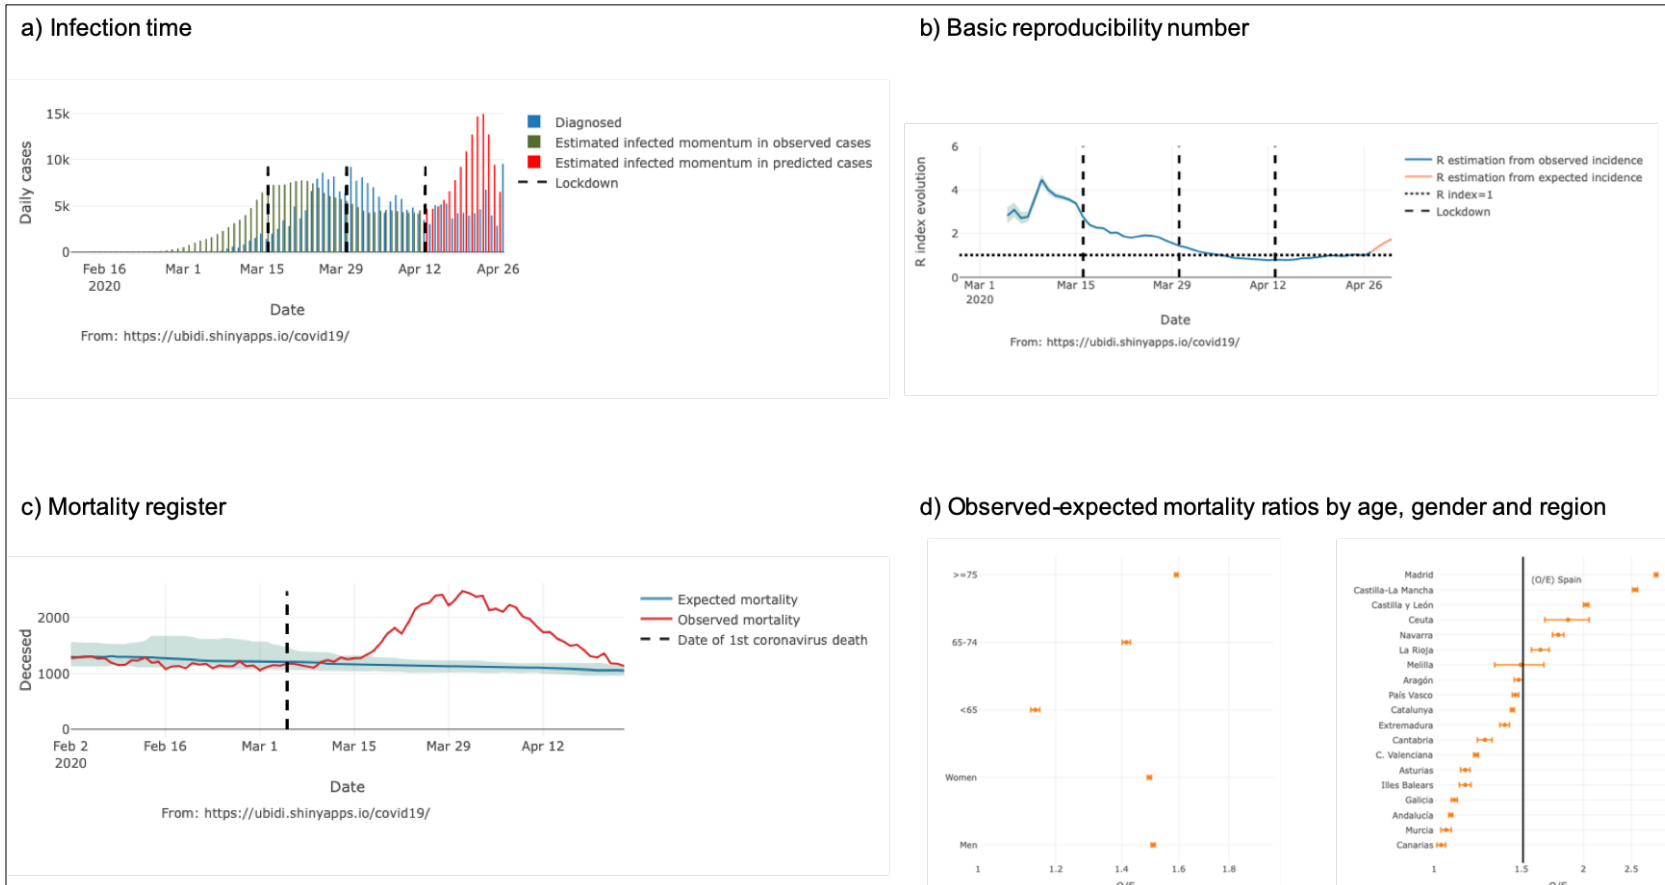 a) Infection time
15k
10k
5k
0
Daily cases
Feb 16
2020
Mar 1
Mar 15
Mar 29
Apr 12
Apr 26
Date
Diagnosed
Estimated infected momentum in observed cases
Estimated infected momentum in predicted cases
Lockdown
From: https://ubidi.shinyapps.io/covid19/
b) Basic reproducibility number
6
4
2
0
R index evolution
Mar 1
2020
Mar 15
Mar 29
Apr 12
Apr 26
Date
R estimation from observed incidence
R estimation from expected incidence
R index=1
Lockdown
From: https://ubidi.shinyapps.io/covid19/
c) Mortality register
2000
1000
0
Deceased
Feb 2
2020
Feb 16
Mar 1
Mar 15
Mar 29
Apr 12
Date
Expected mortality
Observed mortality
Date of 1st coronavirus death
From: https://ubidi.shinyapps.io/covid19/
d) Observed-expected mortality ratios by age, gender and region
>=75
65-74
<65
Women
Men
1
1.2
1.4
1.6
1.8
O/E
(O/E) Spain
Madrid
Castilla-La Mancha
Castilla y León
Ceuta
Navarra
La Rioja
Melilla
Aragón
País Vasco
Catalunya
Extremadura
Cantabria
C. Valenciana
Asturias
Illes Balears
Galicia
Andalucía
Murcia
Canarias
1
1.5
2
2.5
O/E